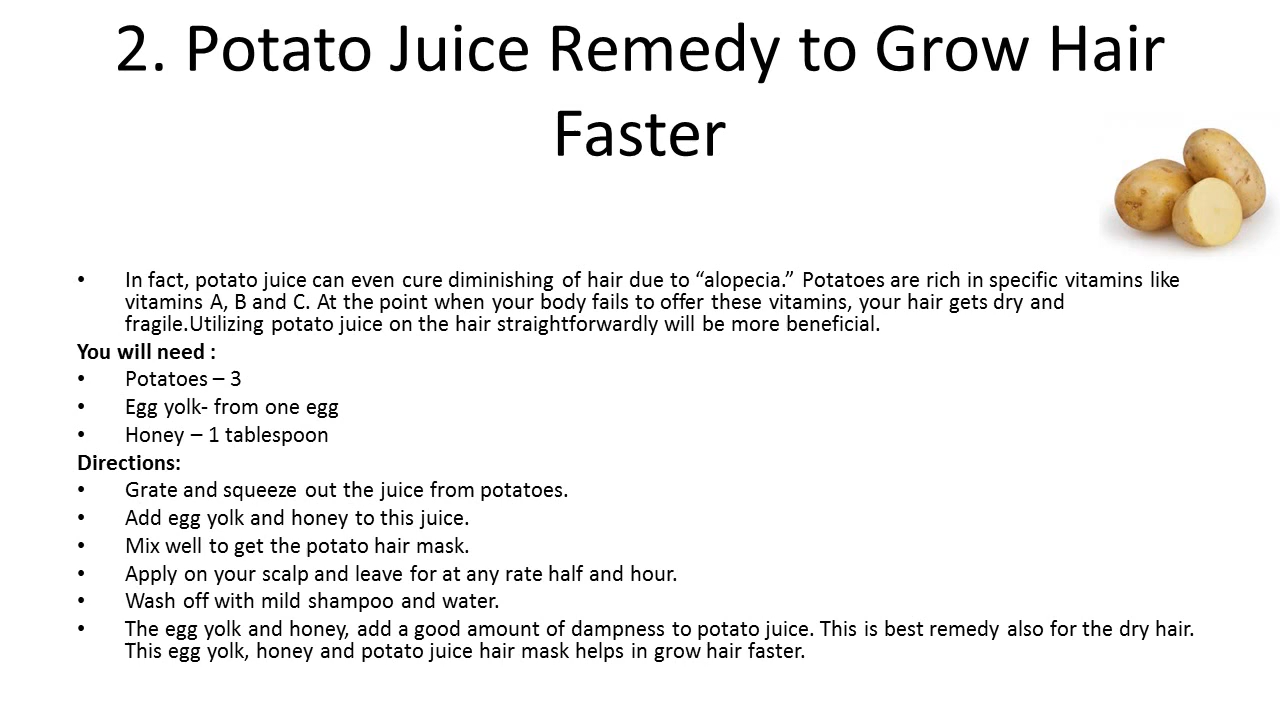 2. Potato Juice Remedy to Grow Hair
Faster
• In fact, potato juice can even cure diminishing of hair due to “alopecia.” Potatoes are rich in specific vitamins like
vitamins A, B and C. At the point when your body fails to offer these vitamins, your hair gets dry and
fragile.Utilizing potato juice on the hair straightforwardly will be more beneficial.
You will need :
• Potatoes – 3
• Egg yolk- from one egg
• Honey – 1 tablespoon
Directions:
• Grate and squeeze out the juice from potatoes.
• Add egg yolk and honey to this juice.
• Mix well to get the potato hair mask.
• Apply on your scalp and leave for at any rate half and hour.
• Wash off with mild shampoo and water.
• The egg yolk and honey, add a good amount of dampness to potato juice. This is best remedy also for the dry hair.
This egg yolk, honey and potato juice hair mask helps in grow hair faster.